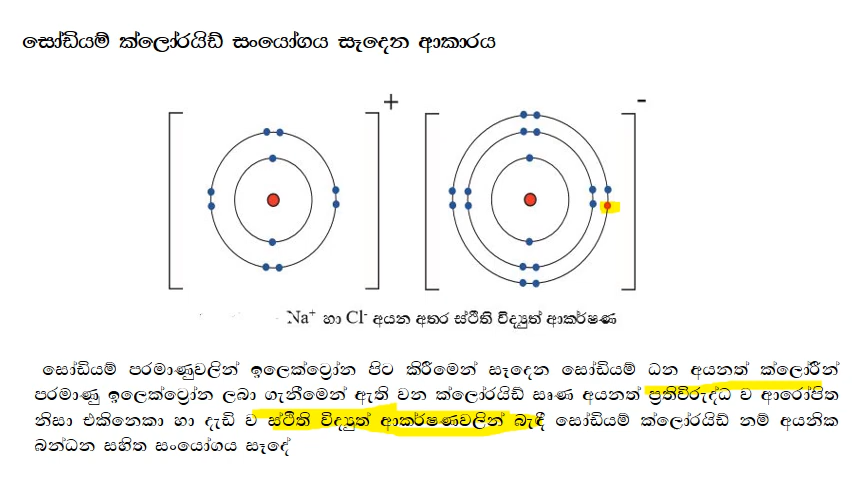 සෝඩියම් ක්ලෝරයිඩ් සංයෝගය සෑදෙන ආකාරය
+
-
Na⁺ හා Cl⁻ අයන අතර ස්ථිති විද්‍යුත් ආකර්ෂණ
සෝඩියම් පරමාණුවලින් ඉලෙක්ට්‍රෝන පිට කිරීමෙන් සෑදෙන සෝඩියම් ධන අයනත් ක්ලෝරීන්
පරමාණු ඉලෙක්ට්‍රෝන ලබා ගැනීමෙන් ඇති වන ක්ලෝරයිඩ් ඍණ අයනත් ප්‍රතිවිරුද්ධ ව ආරෝපිත
නිසා එකිනෙකා හා දැඩි ව ස්ථිති විද්‍යුත් ආකර්ෂණවලින් බැඳී සෝඩියම් ක්ලෝරයිඩ් නම් අයනික
බන්ධන සහිත සංයෝගය සෑදේ